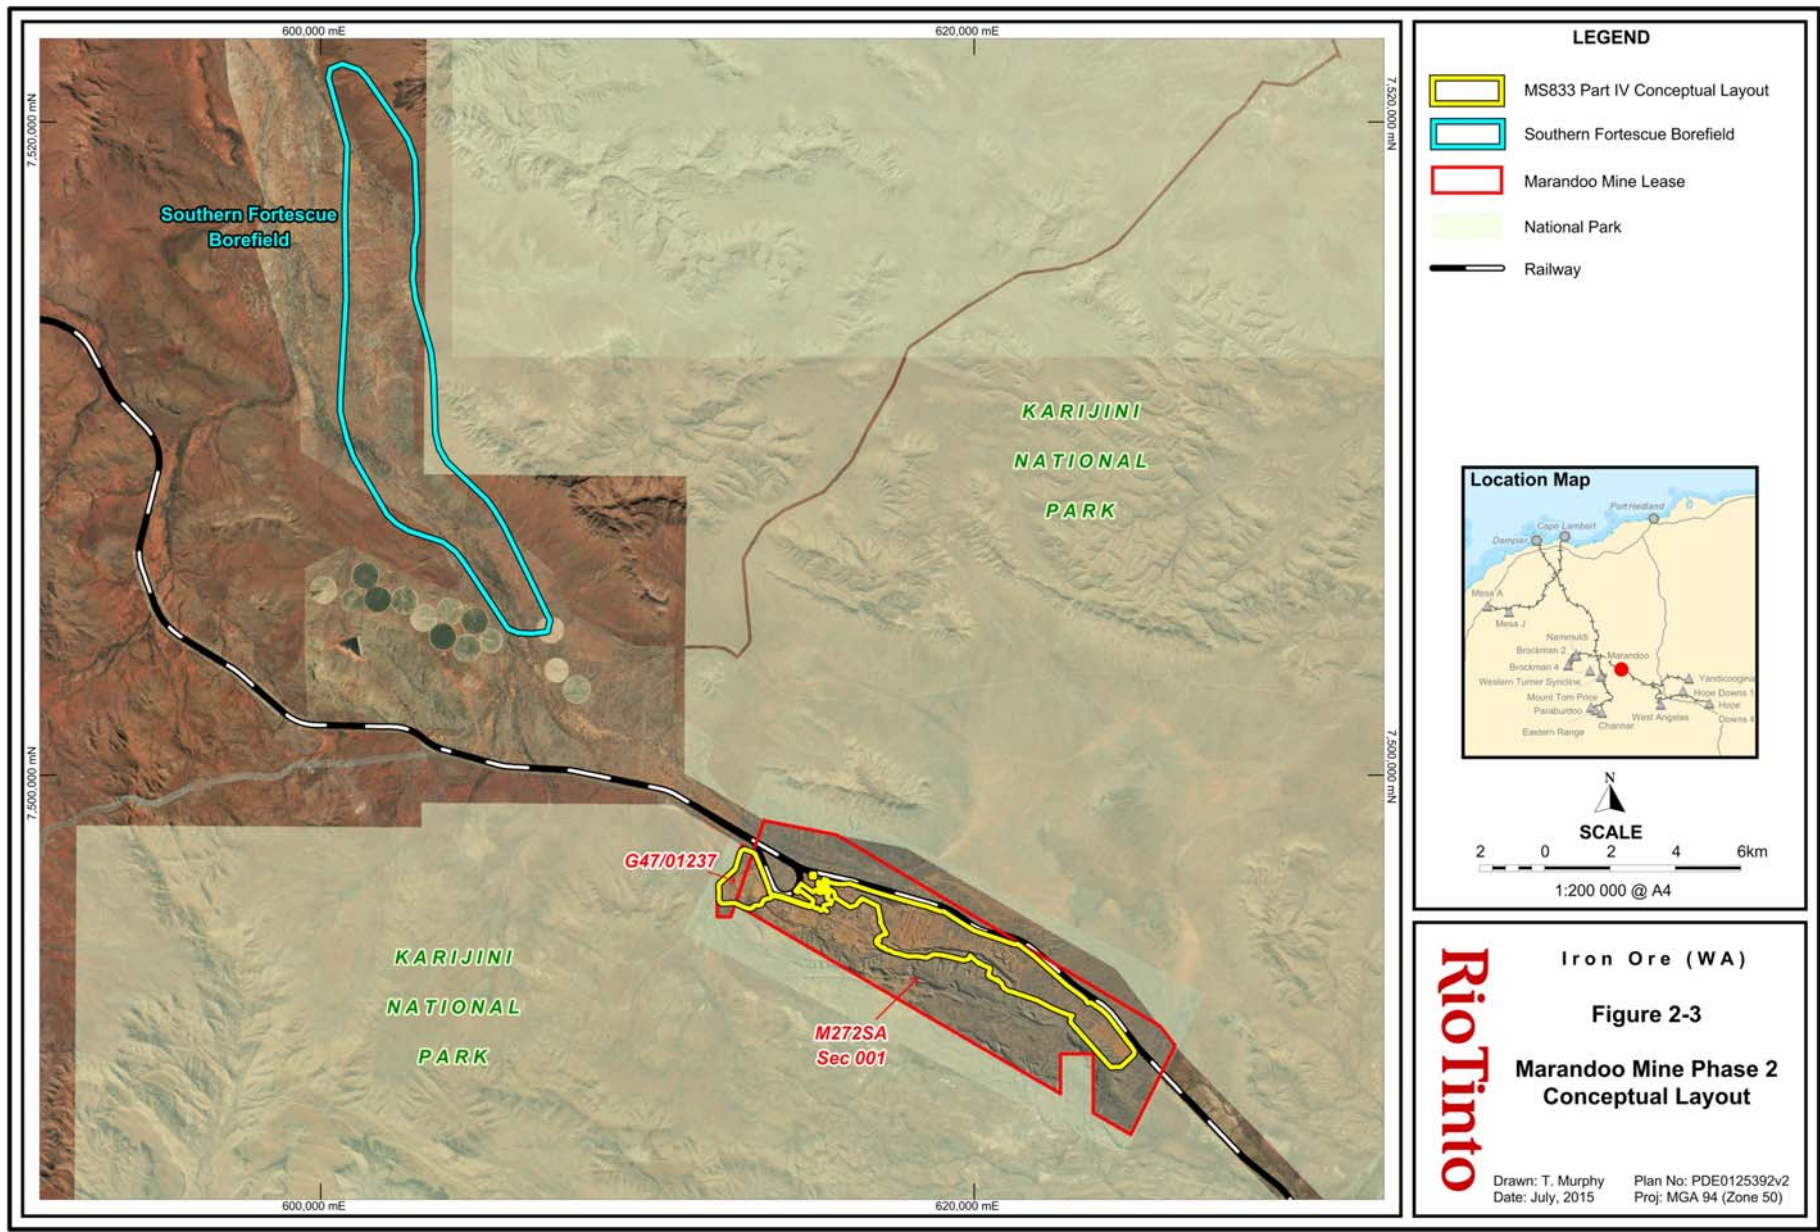 600,000 mE
620,000 mE
7,520,000 mN
7,520,000 mN
Southern Fortescue
Borefield
KARIJINI
NATIONAL
PARK
7,500,000 mN
7,500,000 mN
G47/01237
KARIJINI
NATIONAL
PARK
M272SA
Sec 001
600,000 mE
620,000 mE
LEGEND
MS833 Part IV Conceptual Layout
Southern Fortescue Borefield
Marandoo Mine Lease
National Park
Railway
Location Map
Port Hedland
Cape Lambert
Dampier
Mesa A
Mesa J
Nammuldi
Brockman 2
Marandoo
Brockman 4
Western Turner Syncline
Yandicoogina
Mount Tom Price
Hope Downs 1
Paraburdoo
Hope
Downs 4
West Angelas
Channar
Eastern Range
N
SCALE
2 0 2 4 6km
1:200 000 @ A4
RioTinto
Iron Ore (WA)
Figure 2-3
Marandoo Mine Phase 2
Conceptual Layout
Drawn: T. Murphy
Plan No: PDE0125392v2
Date: July, 2015
Proj: MGA 94 (Zone 50)